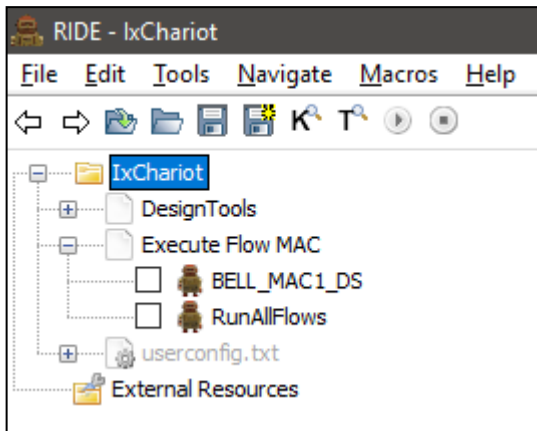 RIDE - IxChariot
File Edit Tools Navigate Macros Help
K T
IxChariot
DesignTools
Execute Flow MAC
BELL_MAC1_DS
RunAllFlows
userconfig.txt
External Resources